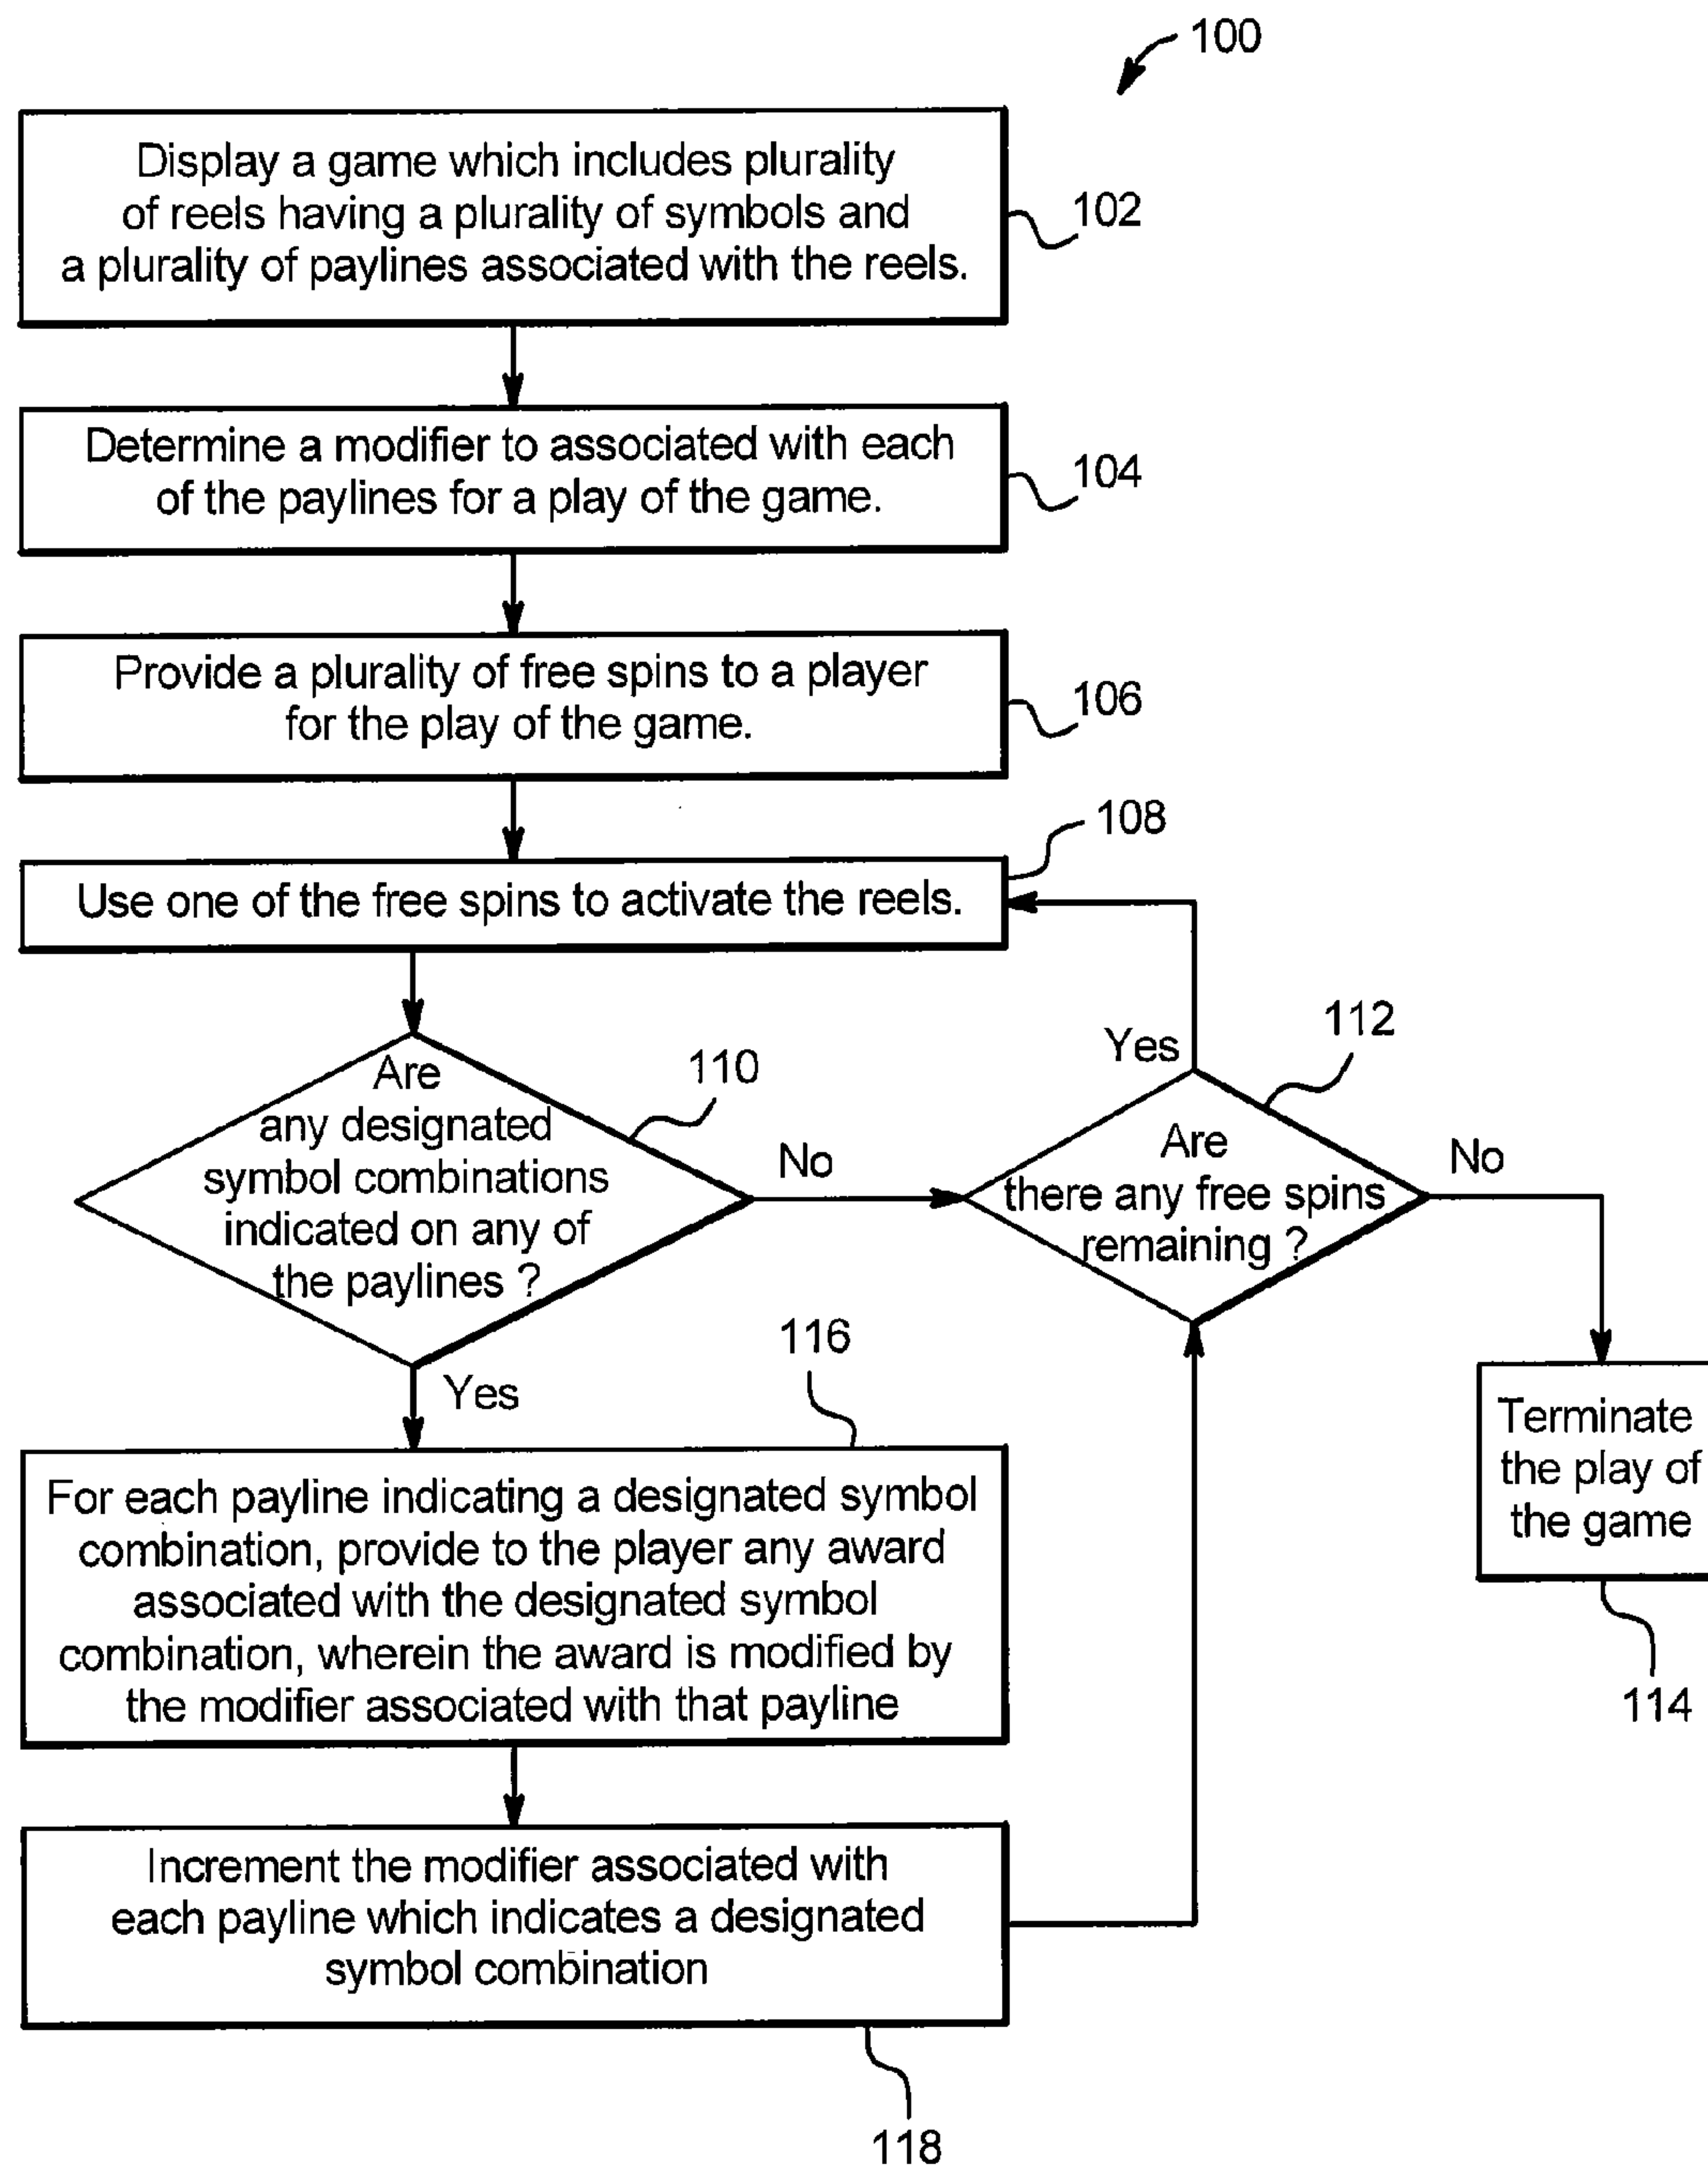 100
Display a game which includes plurality
of reels having a plurality of symbols and
a plurality of paylines associated with the reels.
102
Determine a modifier to associated with each
of the paylines for a play of the game.
104
Provide a plurality of free spins to a player
for the play of the game.
106
108
Use one of the free spins to activate the reels.
Are
any designated
symbol combinations
indicated on any of
the paylines ?
110
No
Yes
112
Are
there any free spins
remaining ?
Yes
No
Terminate
the play of
the game
114
116
For each payline indicating a designated symbol
combination, provide to the player any award
associated with the designated symbol
combination, wherein the award is modified by
the modifier associated with that payline
Increment the modifier associated with
each payline which indicates a designated
symbol combination
118